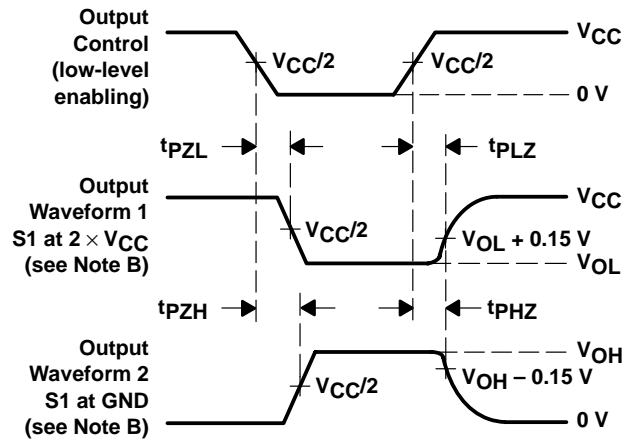 Output
Control
(low-level
enabling)
VCC
VCC/2
VCC/2
0 V
tPZL
tPLZ
Output
Waveform 1
S1 at 2 × VCC
(see Note B)
VCC
VCC/2
VOL + 0.15 V
VOL
tPZH
tPHZ
Output
Waveform 2
S1 at GND
(see Note B)
VOH
VCC/2
VOH – 0.15 V
0 V